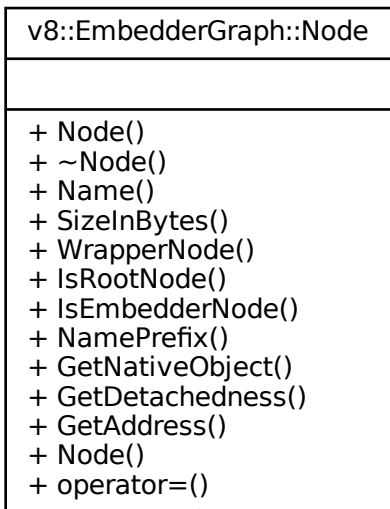 v8::EmbedderGraph::Node
+ Node()
+ ~Node()
+ Name()
+ SizeInBytes()
+ WrapperNode()
+ IsRootNode()
+ IsEmbedderNode()
+ NamePrefix()
+ GetNativeObject()
+ GetDetachedness()
+ GetAddress()
+ Node()
+ operator=()